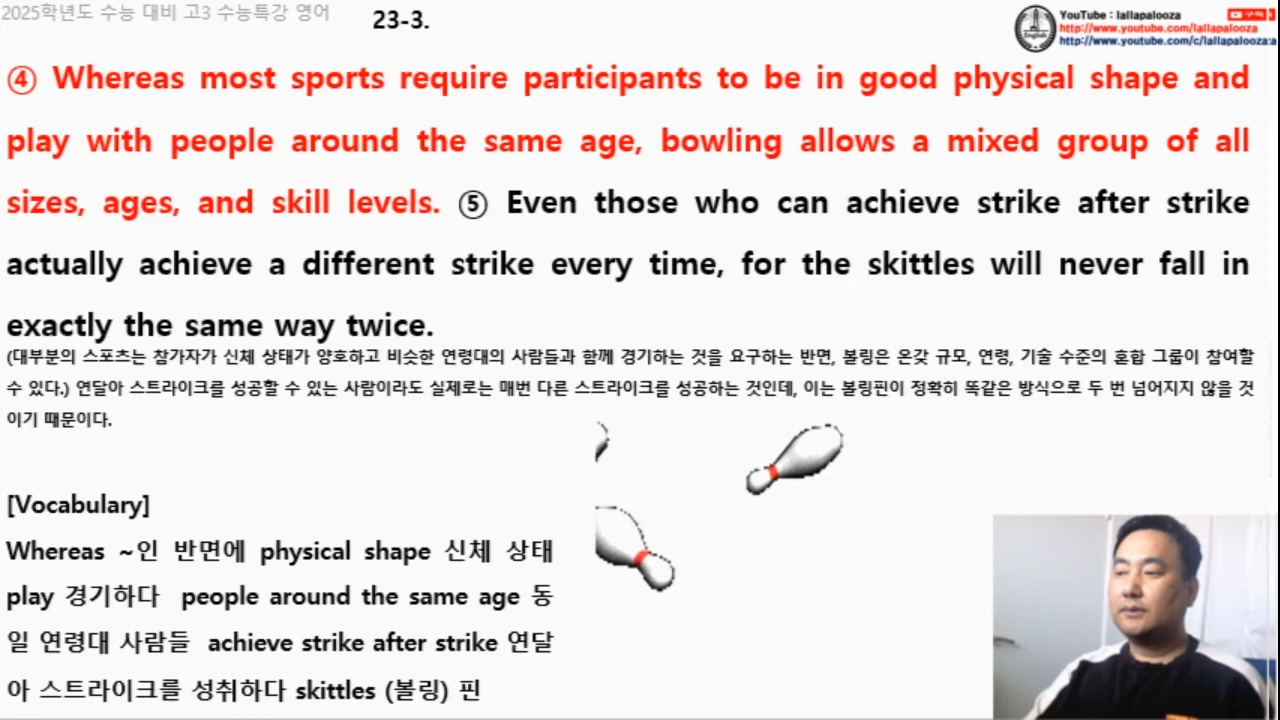 2025학년도 수능 대비 고3 수능특강 영어
23-3.
YouTube : lallapalooza
http://www.youtube.com/lallapalooza
http://www.youtube.com/c/lallapalooza:a
English
④ Whereas most sports require participants to be in good physical shape and
play with people around the same age, bowling allows a mixed group of all
sizes, ages, and skill levels. ⑤ Even those who can achieve strike after strike
actually achieve a different strike every time, for the skittles will never fall in
exactly the same way twice.
(대부분의 스포츠는 참가자가 신체 상태가 양호하고 비슷한 연령대의 사람들과 함께 경기하는 것을 요구하는 반면, 볼링은 온갖 규모, 연령, 기술 수준의 혼합 그룹이 참여할
수 있다.) 연달아 스트라이크를 성공할 수 있는 사람이라도 실제로는 매번 다른 스트라이크를 성공하는 것인데, 이는 볼링핀이 정확히 똑같은 방식으로 두 번 넘어지지 않을 것
이기 때문이다.
[Vocabulary]
Whereas ~인 반면에 physical shape 신체 상태
play 경기하다 people around the same age 동
일 연령대 사람들 achieve strike after strike 연달
아 스트라이크를 성취하다 skittles (볼링) 핀